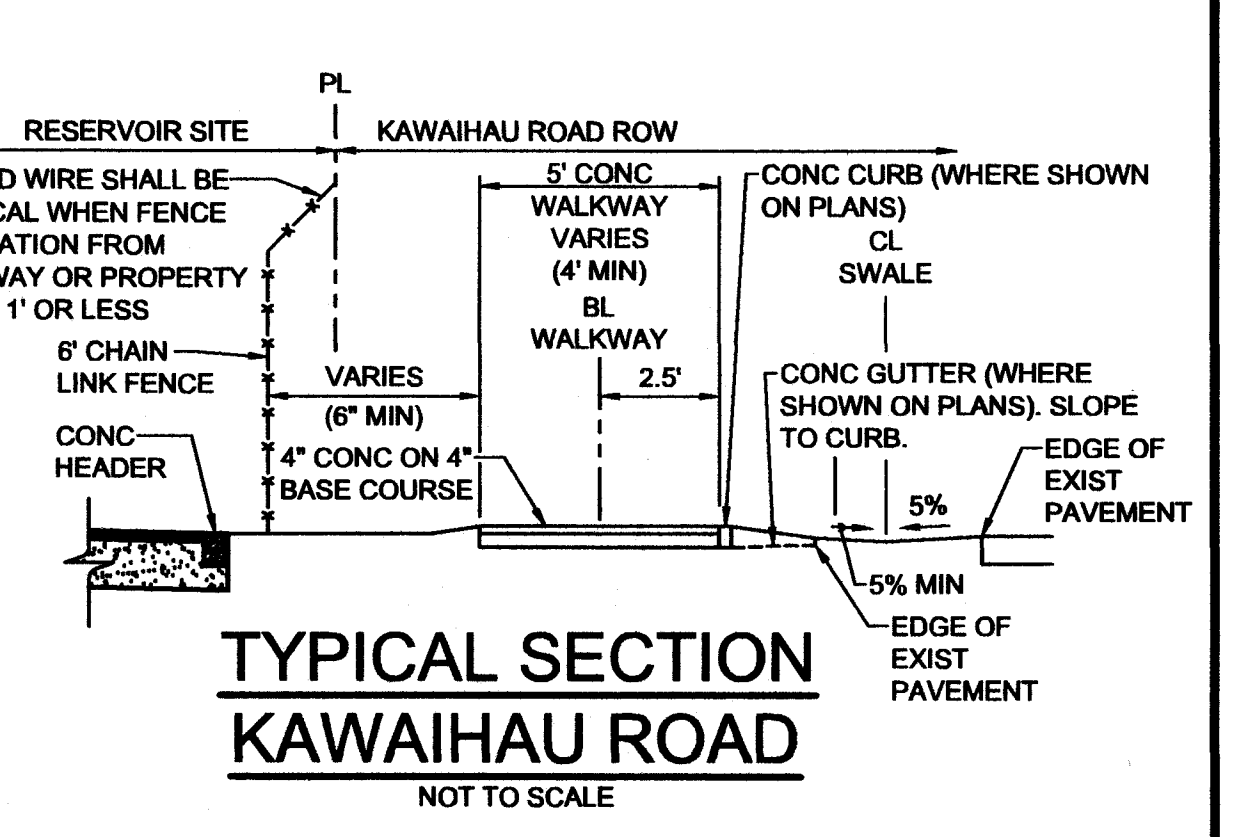 PL
RESERVOIR SITE
KAWAIHAU ROAD ROW
D WIRE SHALL BE
CAL WHEN FENCE
ATION FROM
WAY OR PROPERTY
1' OR LESS
5' CONC
WALKWAY
VARIES
(4' MIN)
BL
WALKWAY
CONC CURB (WHERE SHOWN
ON PLANS)
CL
SWALE
6' CHAIN
LINK FENCE
VARIES
(6" MIN)
2.5'
CONC GUTTER (WHERE
SHOWN ON PLANS). SLOPE
TO CURB.
CONC
HEADER
4" CONC ON 4"
BASE COURSE
EDGE OF
EXIST
PAVEMENT
5%
5% MIN
EDGE OF
EXIST
PAVEMENT
TYPICAL SECTION
KAWAIHAU ROAD
NOT TO SCALE